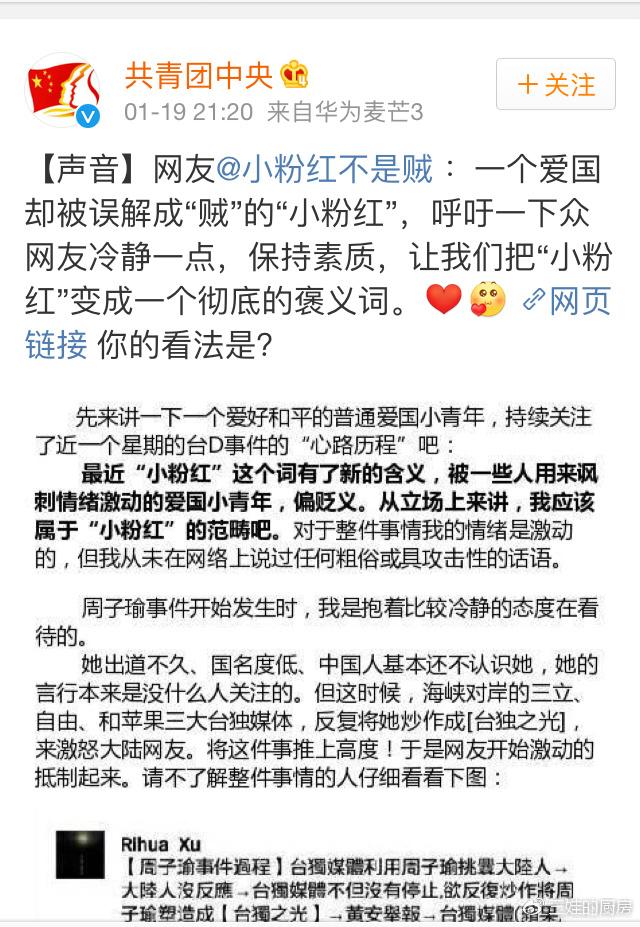 共青团中央
＋关注
01-19 21:20 来自华为麦芒3
【声音】网友@小粉红不是贼 ：一个爱国
却被误解成“贼”的“小粉红”，呼吁一下众
网友冷静一点，保持素质，让我们把“小粉
红”变成一个彻底的褒义词。 网页
链接 你的看法是?
先来讲一下一个爱好和平的普通爱国小青年，持续关注
了近一个星期的台D事件的“心路历程”吧：
最近“小粉红”这个词有了新的含义，被一些人用来讽
刺情绪激动的爱国小青年，偏贬义。从立场上来讲，我应该
属于“小粉红”的范畴吧。对于整件事情我的情绪是激动
的，但我从未在网络上说过任何粗俗或具攻击性的话语。
周子瑜事件开始发生时，我是抱着比较冷静的态度在看
待的。
她出道不久、国名度低、中国人基本还不认识她，她的
言行本来是没什么人关注的。但这时候，海峡对岸的三立、
自由、和苹果三大台独媒体，反复将她炒作成[台独之光]，
来激怒大陆网友。将这件事推上高度！于是网友开始激动的
抵制起来。请不了解整件事情的人仔细看看下图：
Rihua Xu
【周子瑜事件過程】台獨媒體利用周子瑜挑釁大陸人→
大陸人沒反應→台獨媒體不但沒有停止,欲反復炒作將周
子瑜塑造成【台獨之光】→黃安舉報→台獨媒體(蘋果,
娃的厨房